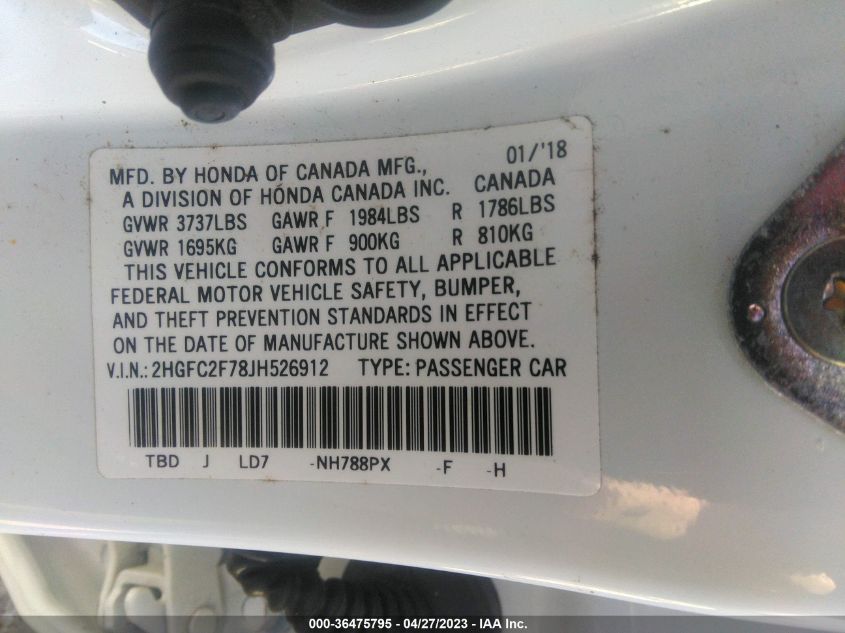 MFD. BY HONDA OF CANADA MFG., 01/'18
A DIVISION OF HONDA CANADA INC. CANADA
GVWR 3737LBS GAWR F 1984LBS R 1786LBS
GVWR 1695KG GAWR F 900KG R 810KG
THIS VEHICLE CONFORMS TO ALL APPLICABLE
FEDERAL MOTOR VEHICLE SAFETY, BUMPER,
AND THEFT PREVENTION STANDARDS IN EFFECT
ON THE DATE OF MANUFACTURE SHOWN ABOVE.
V.I.N.: 2HGFC2F78JH526912 TYPE: PASSENGER CAR
TBD J LD7 -NH788PX -F -H
000-36475795 - 04/27/2023 - IAA Inc.